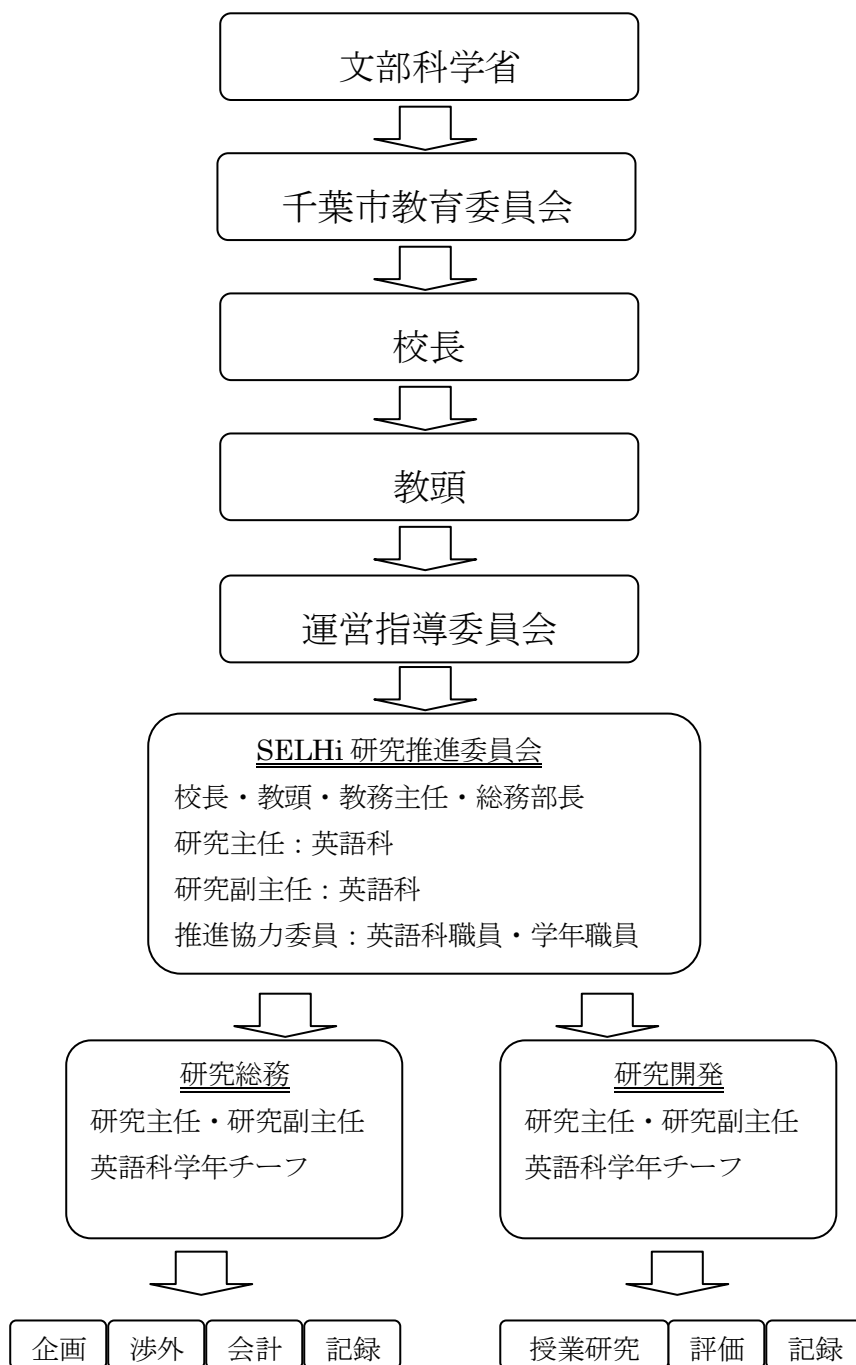 文部科学省
千葉市教育委員会
校長
教頭
運営指導委員会
SELHi 研究推進委員会
校長・教頭・教務主任・総務部長
研究主任：英語科
研究副主任：英語科
推進協力委員：英語科職員・学年職員
研究総務
研究主任・研究副主任
英語科学年チーフ
研究開発
研究主任・研究副主任
英語科学年チーフ
企画 渉外 会計 記録
授業研究 評価 記録